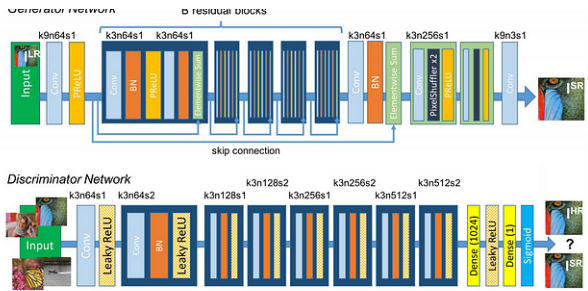 Generator Network
B residual blocks
k9n64s1
k3n64s1 k3n64s1
k3n64s1
k3n256s1
k9n3s1
I LR
Input
Conv
PReLU
Conv
BN
PReLU
Conv
BN
Elementwise Sum
Conv
BN
Elementwise Sum
Conv
PixelShuffler x2
PReLU
Conv
I SR
skip connection
Discriminator Network
k3n64s1
k3n64s2
k3n128s1
k3n128s2
k3n256s1
k3n256s2
k3n512s1
k3n512s2
Input
Conv
Leaky ReLU
Conv
BN
Leaky ReLU
Dense (1024)
Leaky ReLU
Dense (1)
Sigmoid
I HR
?
I SR